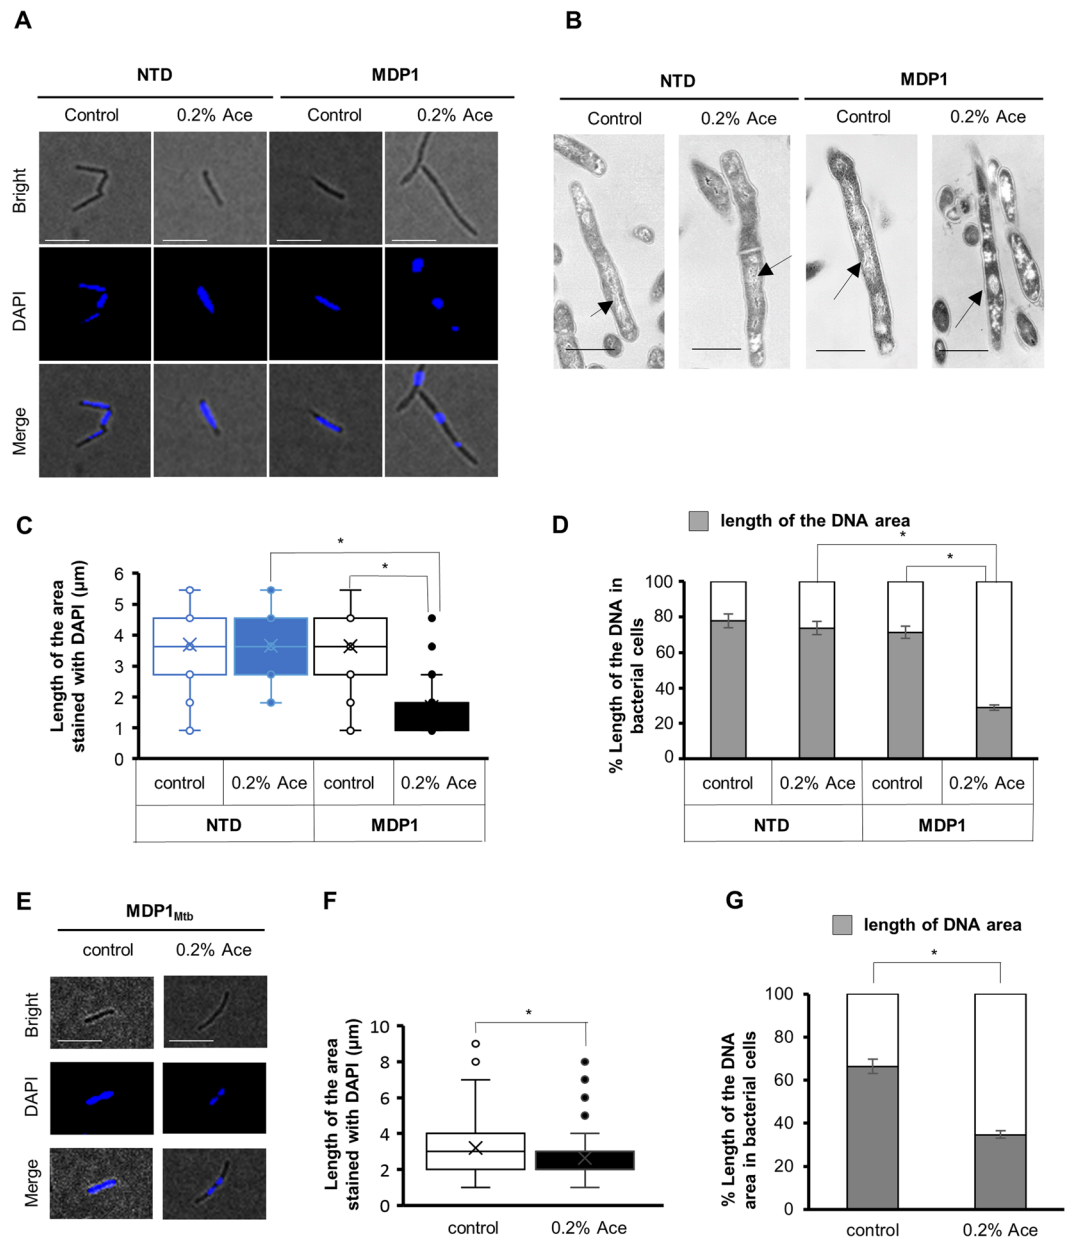 A
NTD MDP1
Control 0.2% Ace Control 0.2% Ace
Bright
DAPI
Merge
B
NTD MDP1
Control 0.2% Ace Control 0.2% Ace
C
* 
*
Length of the area
stained with DAPI (μm)
6
5
4
3
2
1
0
control 0.2% Ace control 0.2% Ace
NTD MDP1
D
length of the DNA area
*
*
% Length of the DNA in
bacterial cells
100
80
60
40
20
0
control 0.2% Ace control 0.2% Ace
NTD MDP1
E
MDP1Mtb
control 0.2% Ace
Bright
DAPI
Merge
F
*
Length of the area
stained with DAPI (μm)
10
8
6
4
2
0
control 0.2% Ace
G
length of DNA area
*
% Length of the DNA
area in bacterial cells
100
80
60
40
20
0
control 0.2% Ace